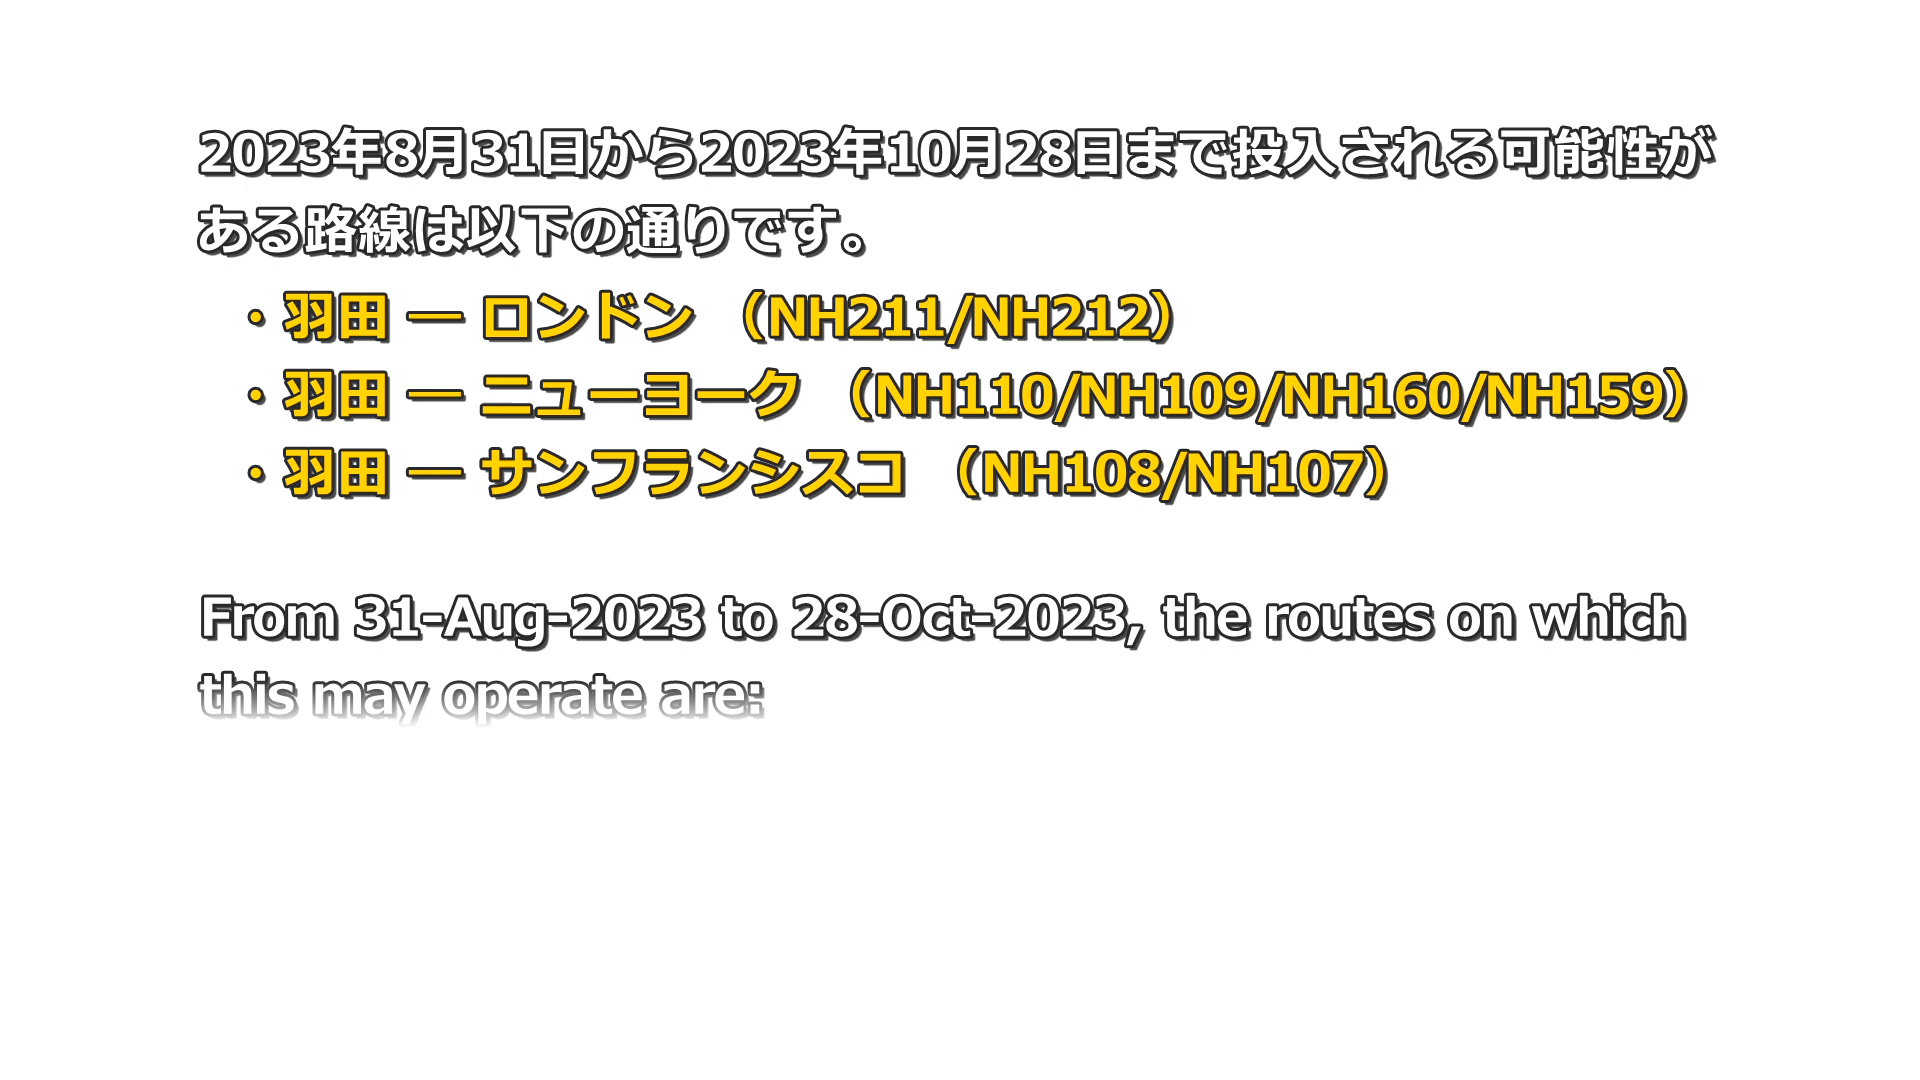 2023年8月31日から2023年10月28日まで投入される可能性が
ある路線は以下の通りです。
・羽田 ― ロンドン （NH211/NH212）
・羽田 ― ニューヨーク （NH110/NH109/NH160/NH159）
・羽田 ― サンフランシスコ （NH108/NH107）
From 31-Aug-2023 to 28-Oct-2023, the routes on which
this may operate are: